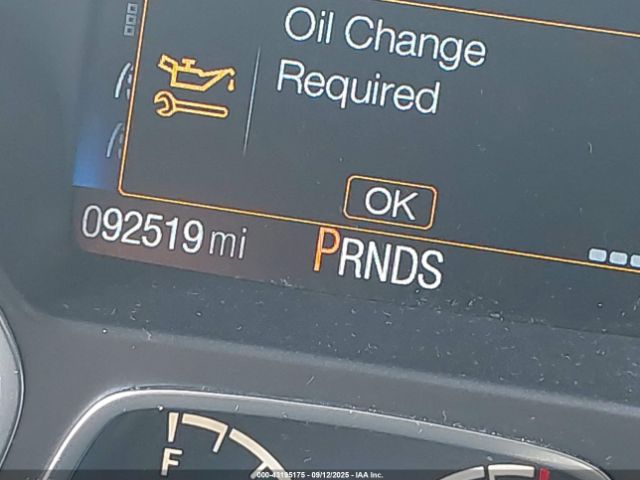 Oil Change
Required
OK
092519 mi
PRNDS
F
000-43195175 - 09/12/2025 - IAA Inc.